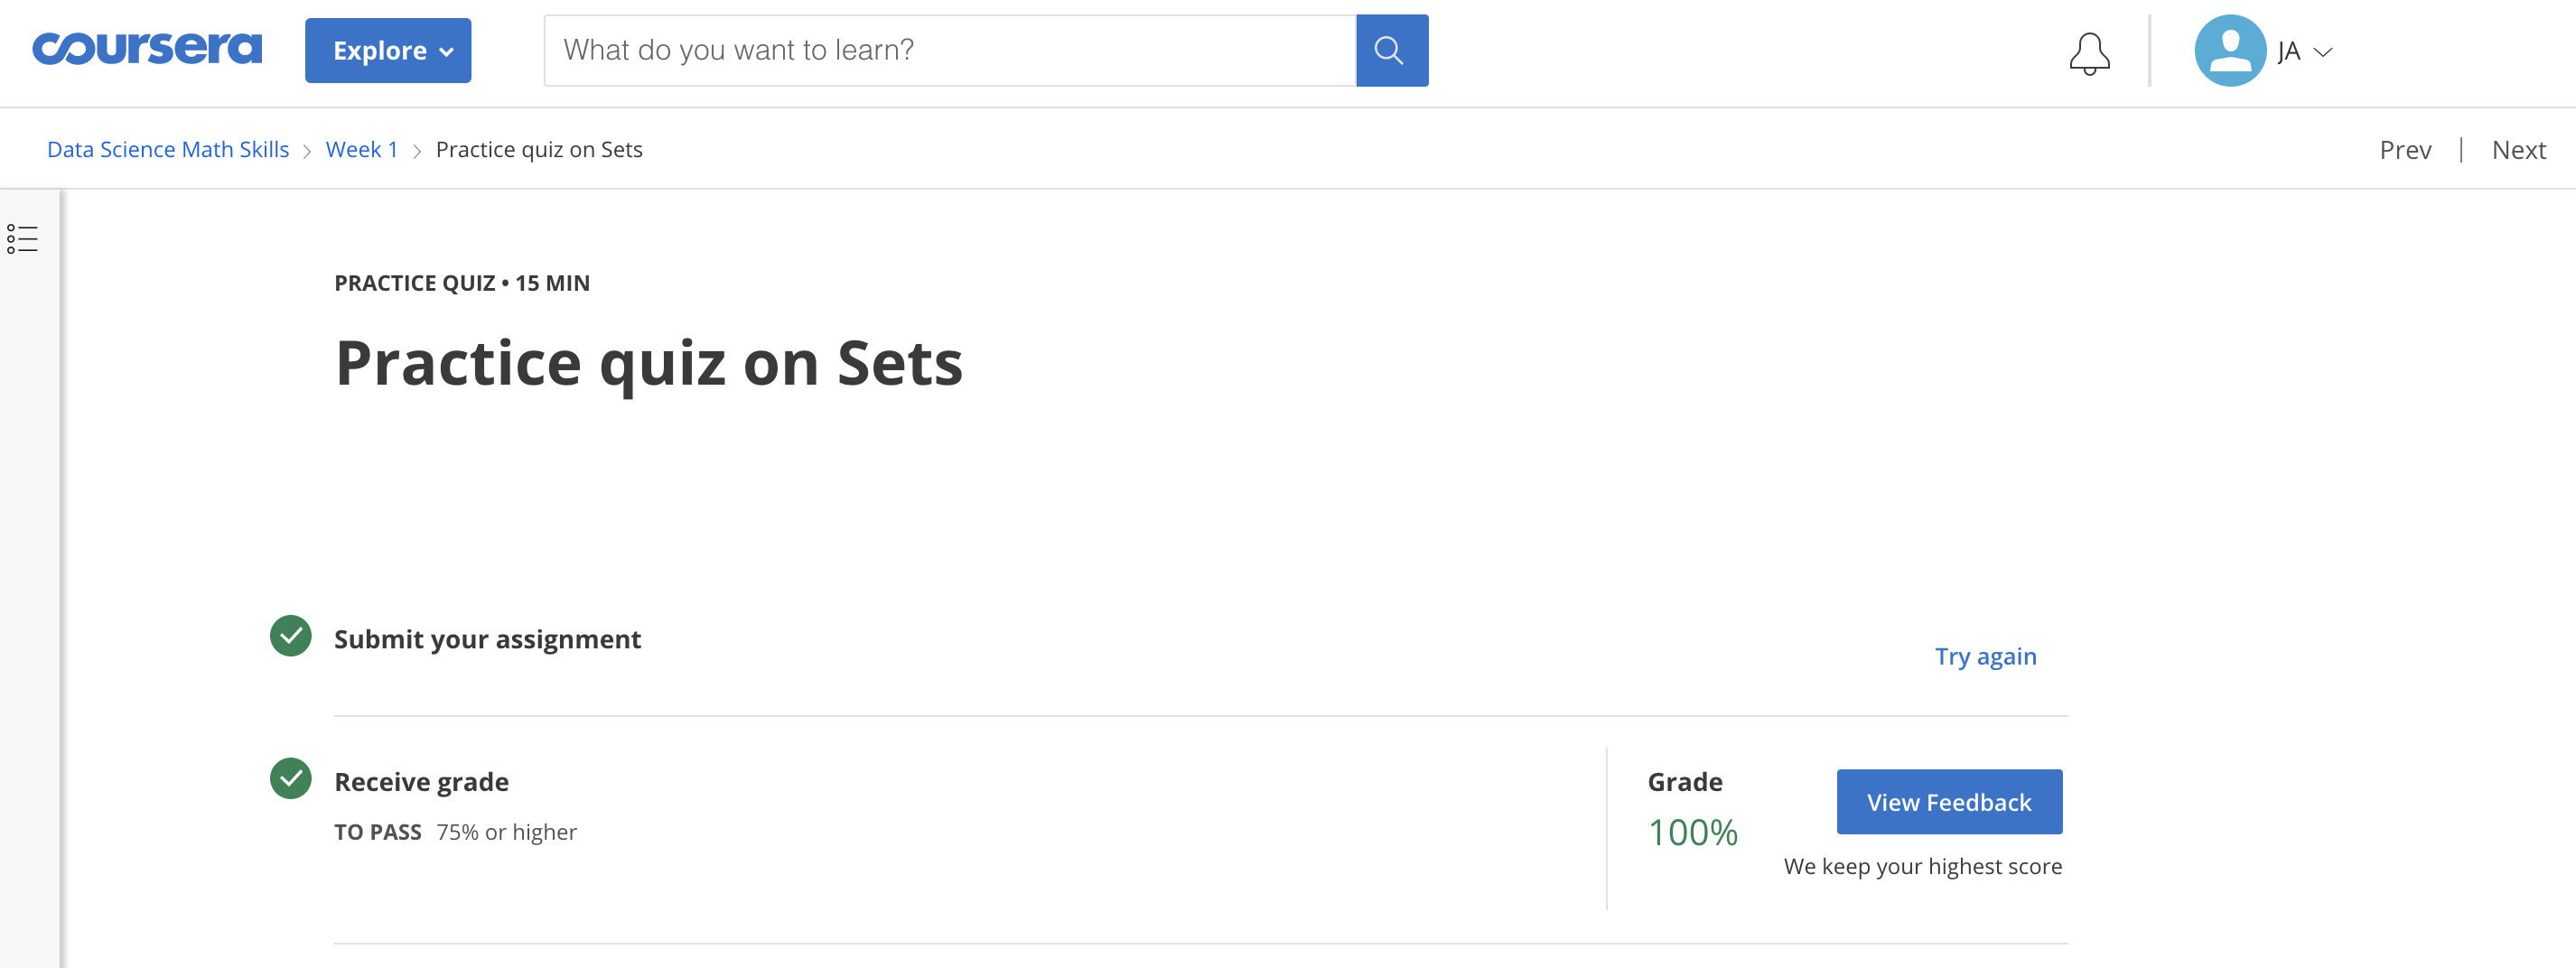 coursera
Explore
What do you want to learn?
JA
Data Science Math Skills > Week 1 > Practice quiz on Sets
Prev | Next
PRACTICE QUIZ • 15 MIN
Practice quiz on Sets
Submit your assignment
Try again
Receive grade
TO PASS 75% or higher
Grade
100%
View Feedback
We keep your highest score